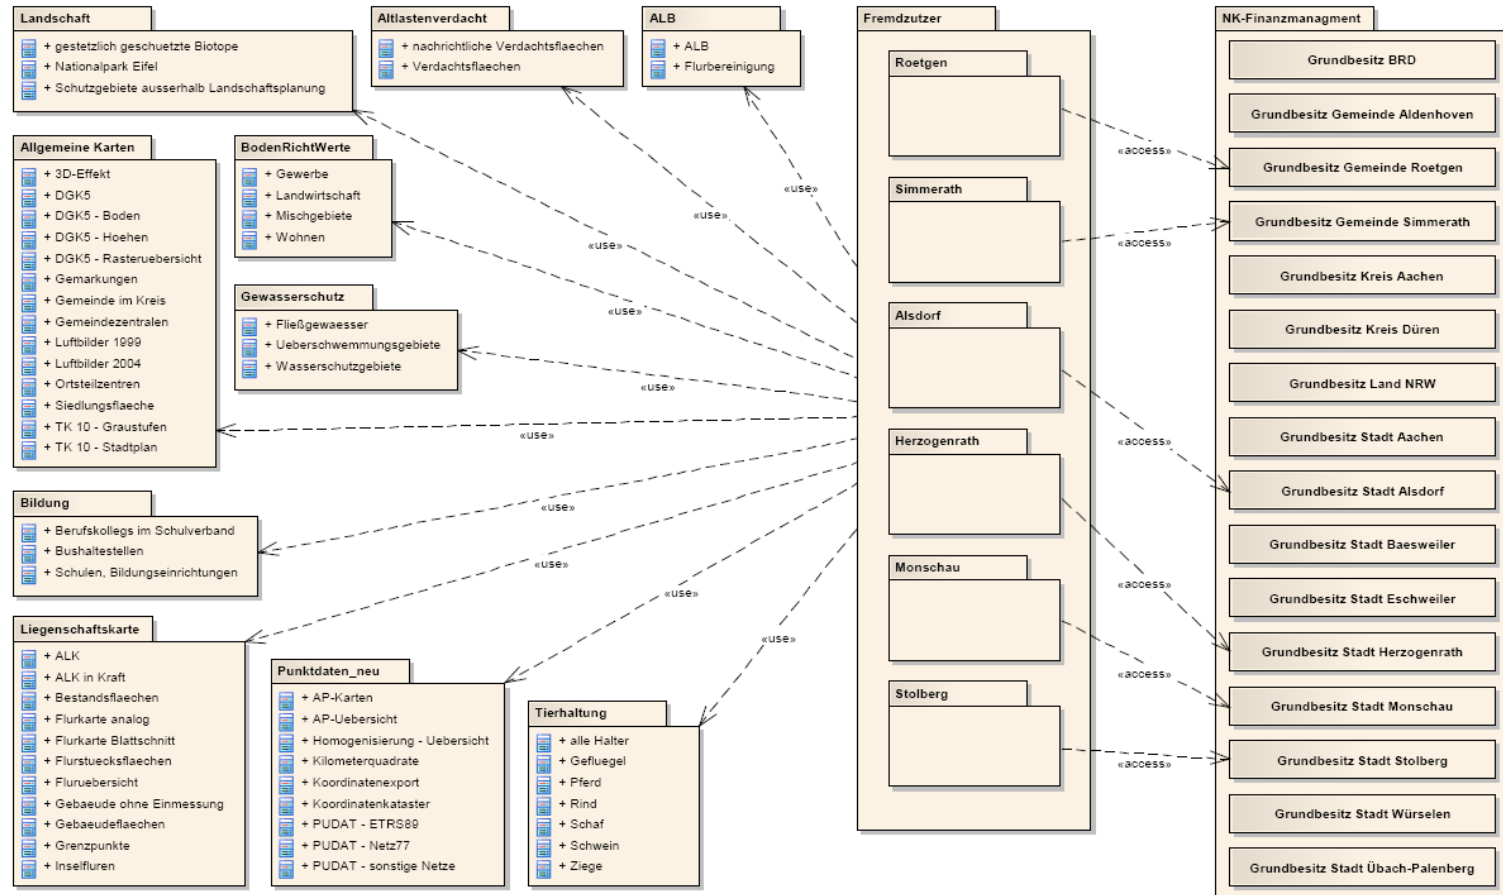 Landschaft
+ gestetzlich geschuetzte Biotope
+ Nationalpark Eifel
+ Schutzgebiete ausserhalb Landschaftsplanung
Altlastenverdacht
+ nachrichtliche Verdachtsflaechen
+ Verdachtsflaechen
ALB
+ ALB
+ Flurbereinigung
Allgemeine Karten
+ 3D-Effekt
+ DGK5
+ DGK5 - Boden
+ DGK5 - Hoehen
+ DGK5 - Rasteruebersicht
+ Gemarkungen
+ Gemeinde im Kreis
+ Gemeindezentralen
+ Luftbilder 1999
+ Luftbilder 2004
+ Ortsteilzentren
+ Siedlungsflaeche
+ TK 10 - Graustufen
+ TK 10 - Stadtplan
BodenRichtWerte
+ Gewerbe
+ Landwirtschaft
+ Mischgebiete
+ Wohnen
Gewasserschutz
+ Fließgewaesser
+ Ueberschwemmungsgebiete
+ Wasserschutzgebiete
Bildung
+ Berufskollegs im Schulverband
+ Bushaltestellen
+ Schulen, Bildungseinrichtungen
Liegenschaftskarte
+ ALK
+ ALK in Kraft
+ Bestandsflaechen
+ Flurkarte analog
+ Flurkarte Blattschnitt
+ Flurstuecksflaechen
+ Fluruebersicht
+ Gebaeude ohne Einmessung
+ Gebaeudeflaechen
+ Grenzpunkte
+ Inselfluren
Punktdaten_neu
+ AP-Karten
+ AP-Uebersicht
+ Homogenisierung - Uebersicht
+ Kilometerquadrate
+ Koordinatenexport
+ Koordinatenkataster
+ PUDAT - ETRS89
+ PUDAT - Netz77
+ PUDAT - sonstige Netze
Tierhaltung
+ alle Halter
+ Gefluegel
+ Pferd
+ Rind
+ Schaf
+ Schwein
+ Ziege
«use»
«use»
«use»
«use»
«use»
«use»
«use»
«use»
«use»
«use»
Fremdzutzer
Roetgen
Simmerath
Alsdorf
Herzogenrath
Monschau
Stolberg
«access»
«access»
«access»
«access»
«access»
«access»
NK-Finanzmanagment
Grundbesitz BRD
Grundbesitz Gemeinde Aldenhoven
Grundbesitz Gemeinde Roetgen
Grundbesitz Gemeinde Simmerath
Grundbesitz Kreis Aachen
Grundbesitz Kreis Düren
Grundbesitz Land NRW
Grundbesitz Stadt Aachen
Grundbesitz Stadt Alsdorf
Grundbesitz Stadt Baesweiler
Grundbesitz Stadt Eschweiler
Grundbesitz Stadt Herzogenrath
Grundbesitz Stadt Monschau
Grundbesitz Stadt Stolberg
Grundbesitz Stadt Würselen
Grundbesitz Stadt Übach-Palenberg